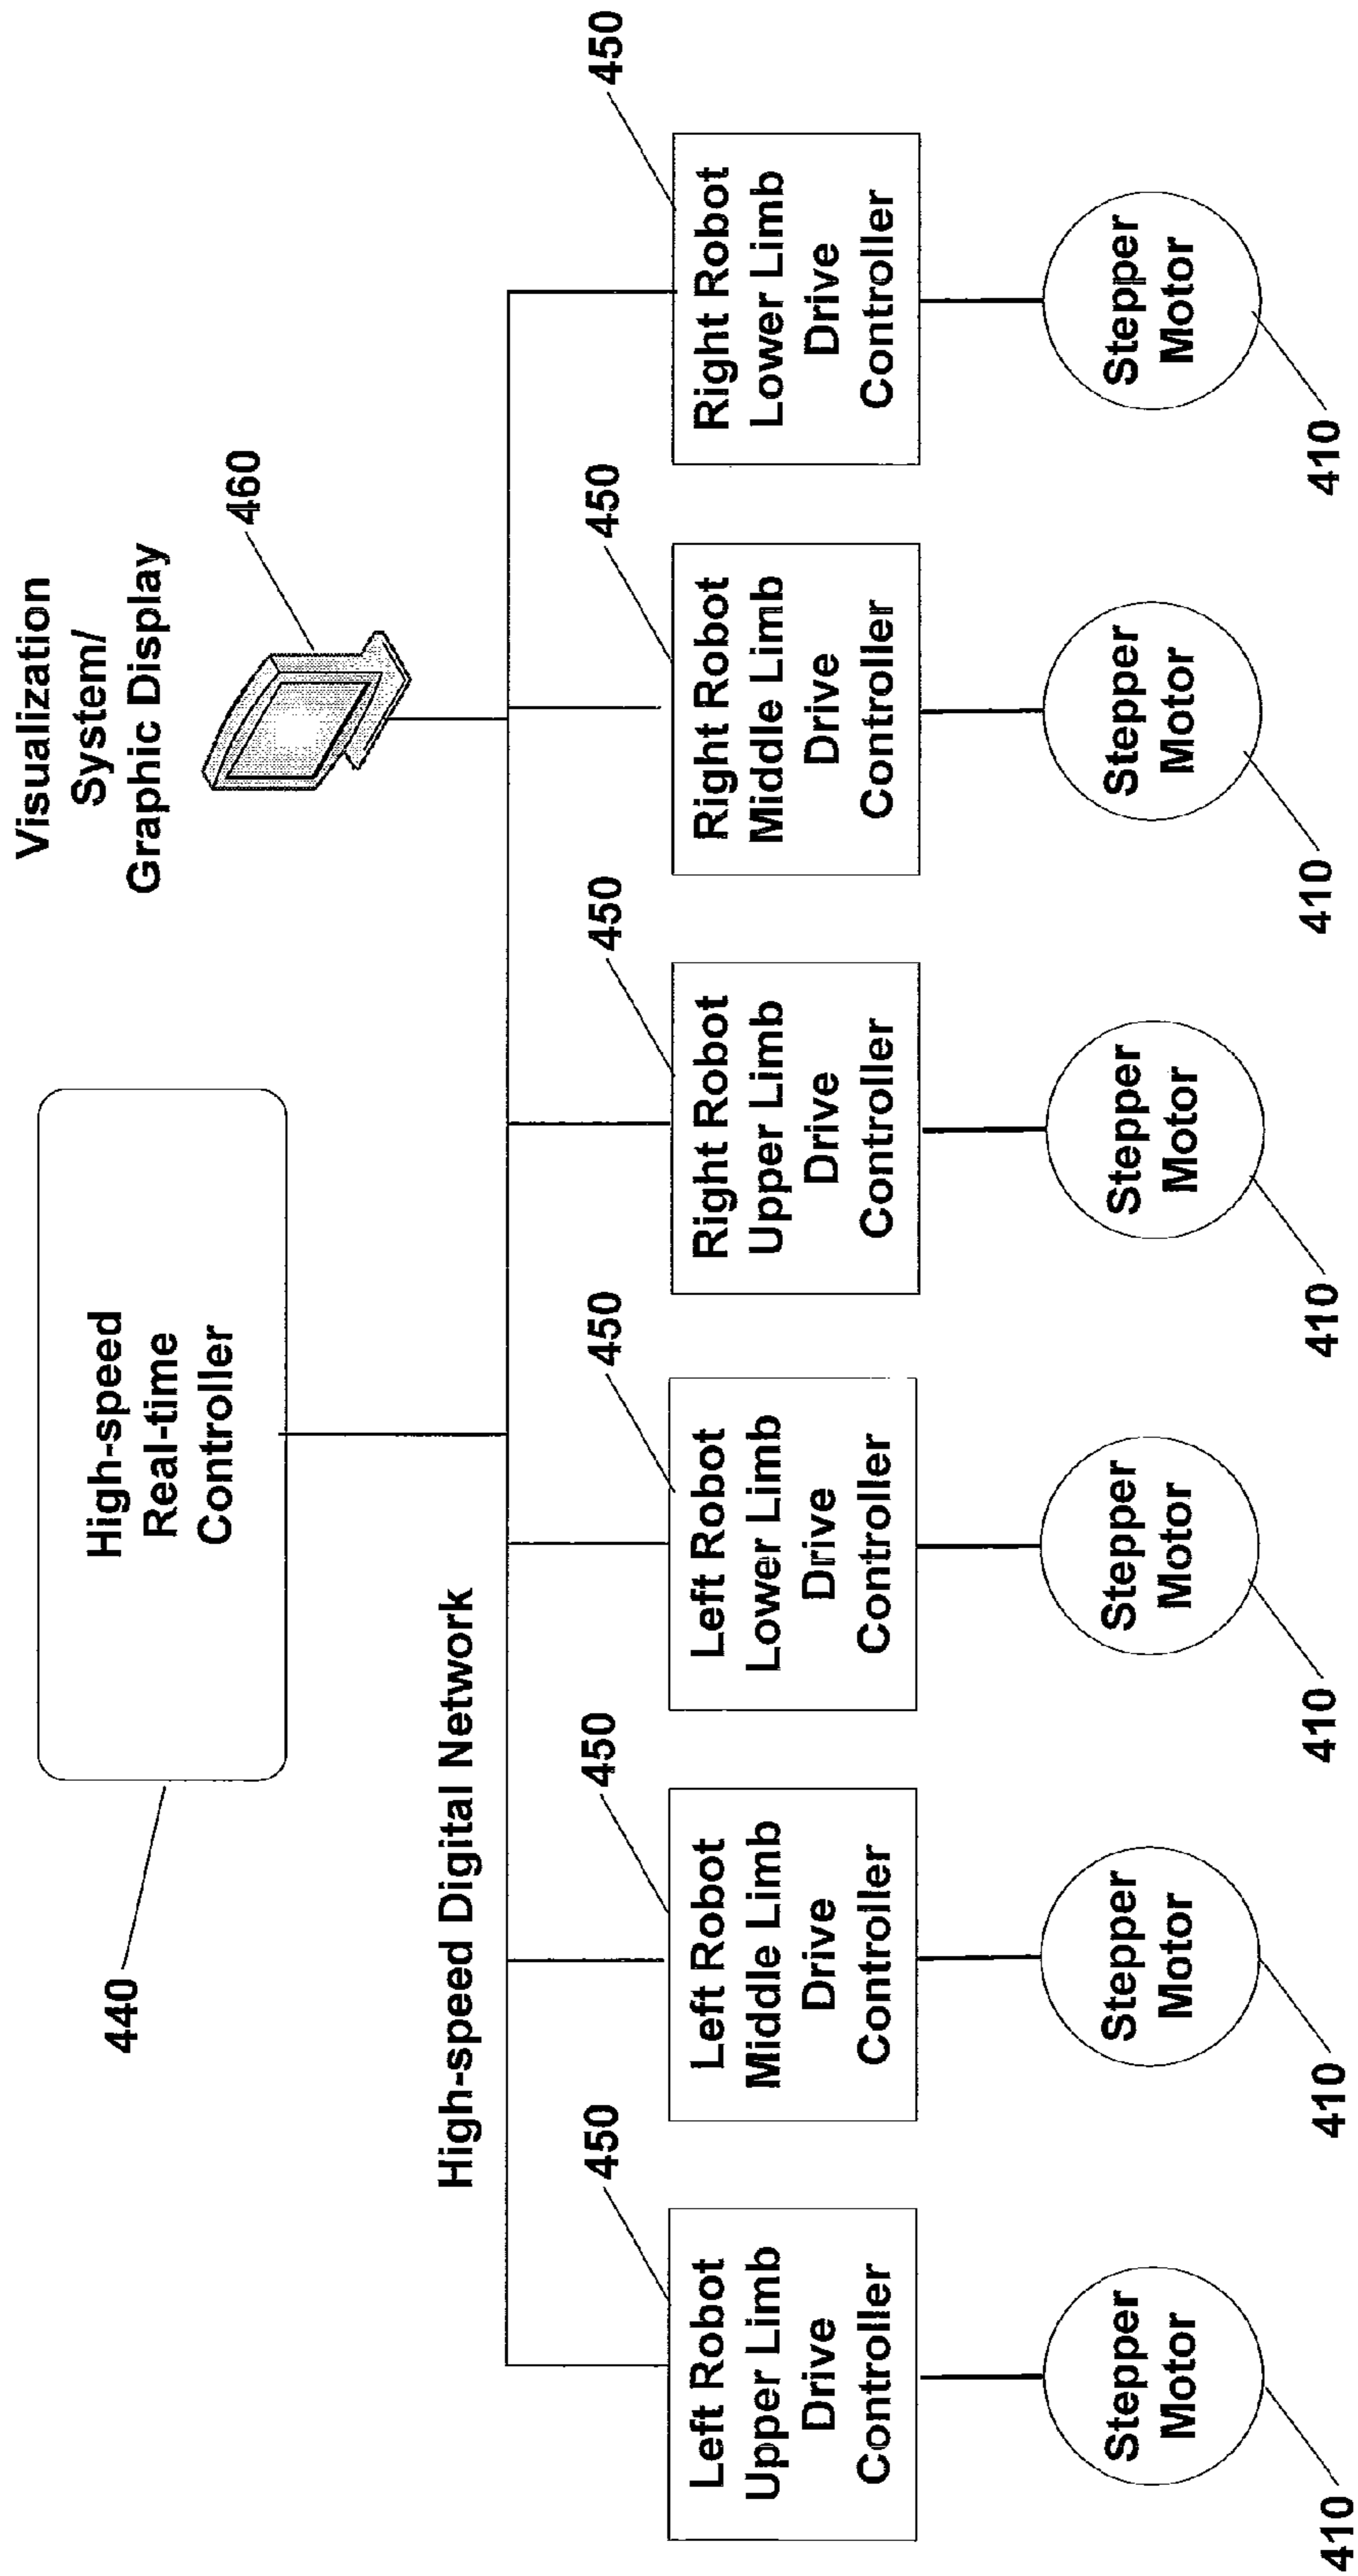 Visualization
System/
Graphic Display
460
High-speed
Real-time
Controller
440
High-speed Digital Network
450
450
450
450
450
450
Left Robot
Upper Limb
Drive
Controller
Left Robot
Middle Limb
Drive
Controller
Left Robot
Lower Limb
Drive
Controller
Right Robot
Upper Limb
Drive
Controller
Right Robot
Middle Limb
Drive
Controller
Right Robot
Lower Limb
Drive
Controller
Stepper
Motor
Stepper
Motor
Stepper
Motor
Stepper
Motor
Stepper
Motor
Stepper
Motor
410
410
410
410
410
410